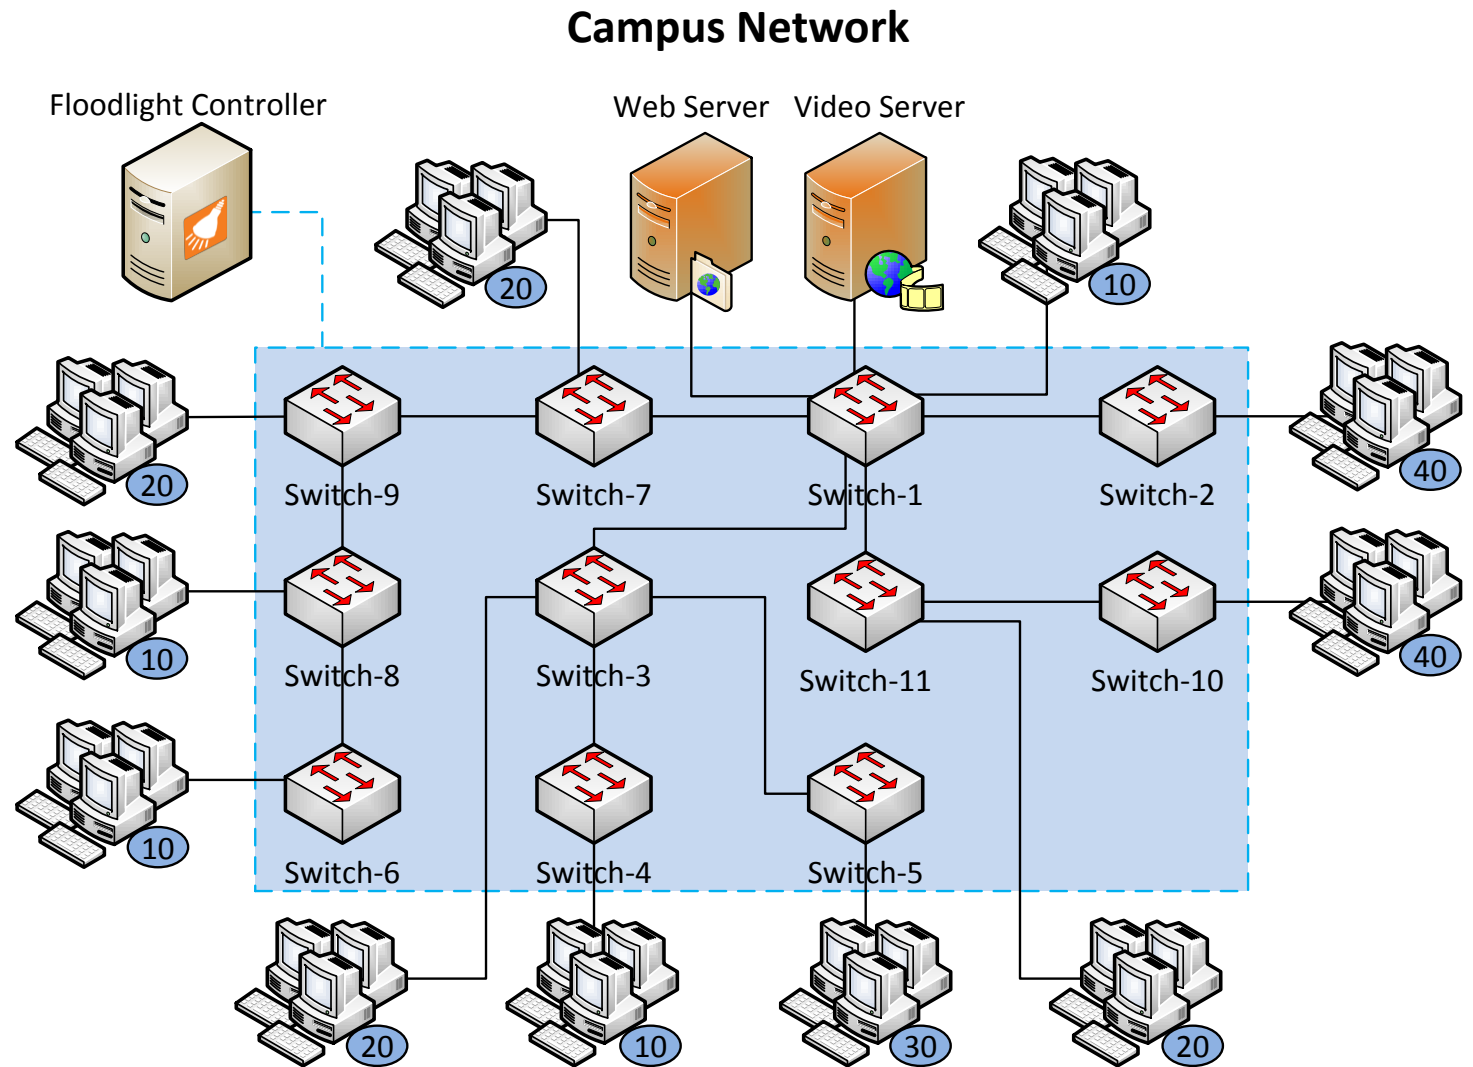 Campus Network
Floodlight Controller
Web Server
Video Server
20
10
20
40
Switch-9
Switch-7
Switch-1
Switch-2
10
40
Switch-8
Switch-3
Switch-11
Switch-10
10
Switch-6
Switch-4
Switch-5
20
10
30
20